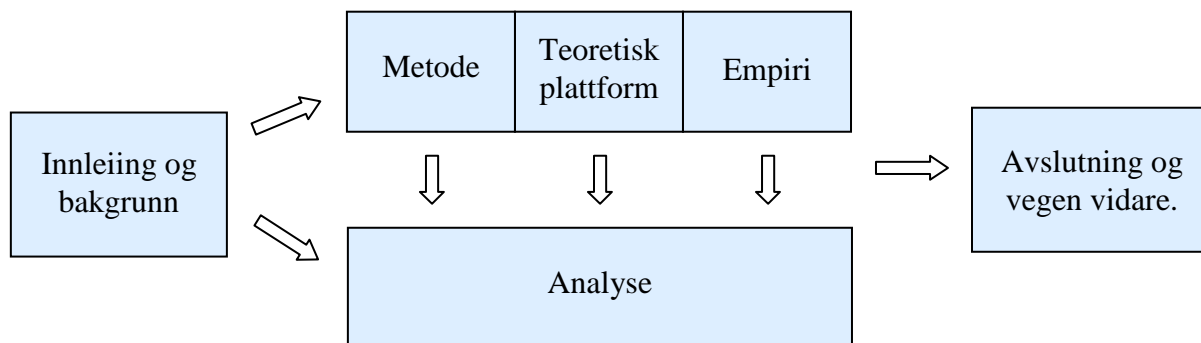 Metode
Teoretisk
plattform
Empiri
Innleiing og
bakgrunn
Avslutning og
vegen vidare.
Analyse